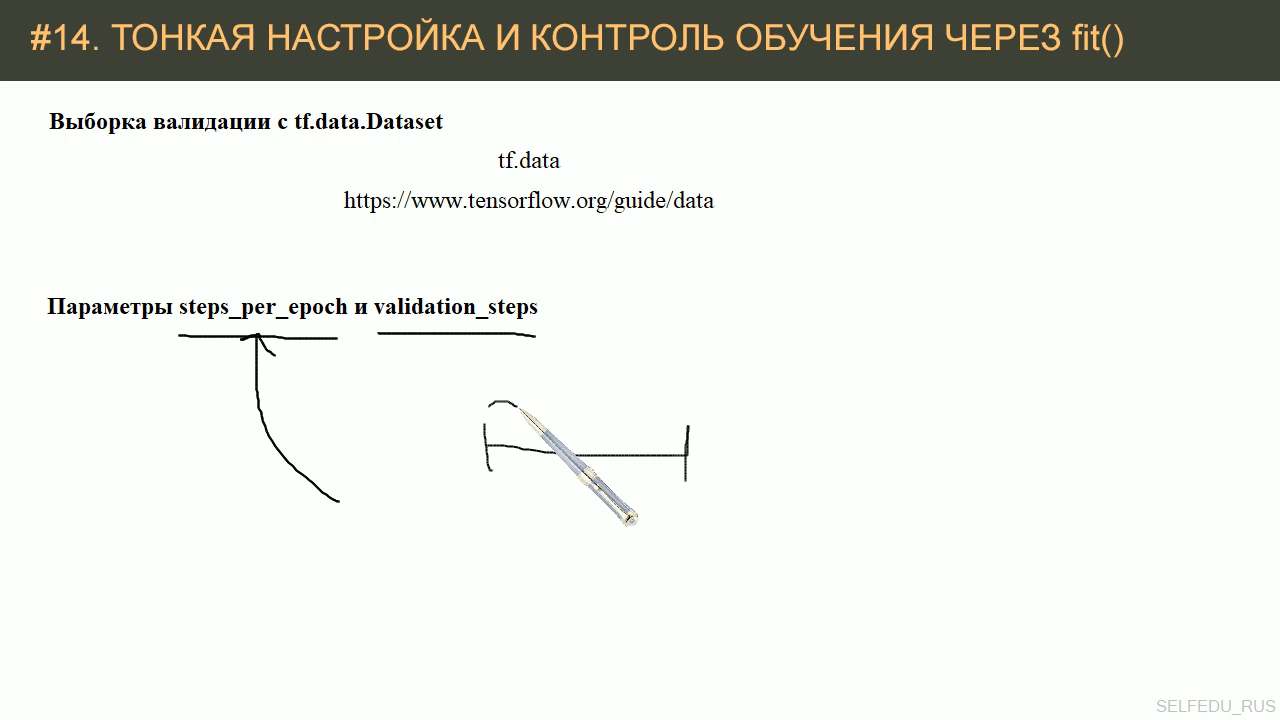 #14. ТОНКАЯ НАСТРОЙКА И КОНТРОЛЬ ОБУЧЕНИЯ ЧЕРЕЗ fit()
Выборка валидации с tf.data.Dataset
tf.data
https://www.tensorflow.org/guide/data
Параметры steps_per_epoch и validation_steps
SELFEDU_RUS